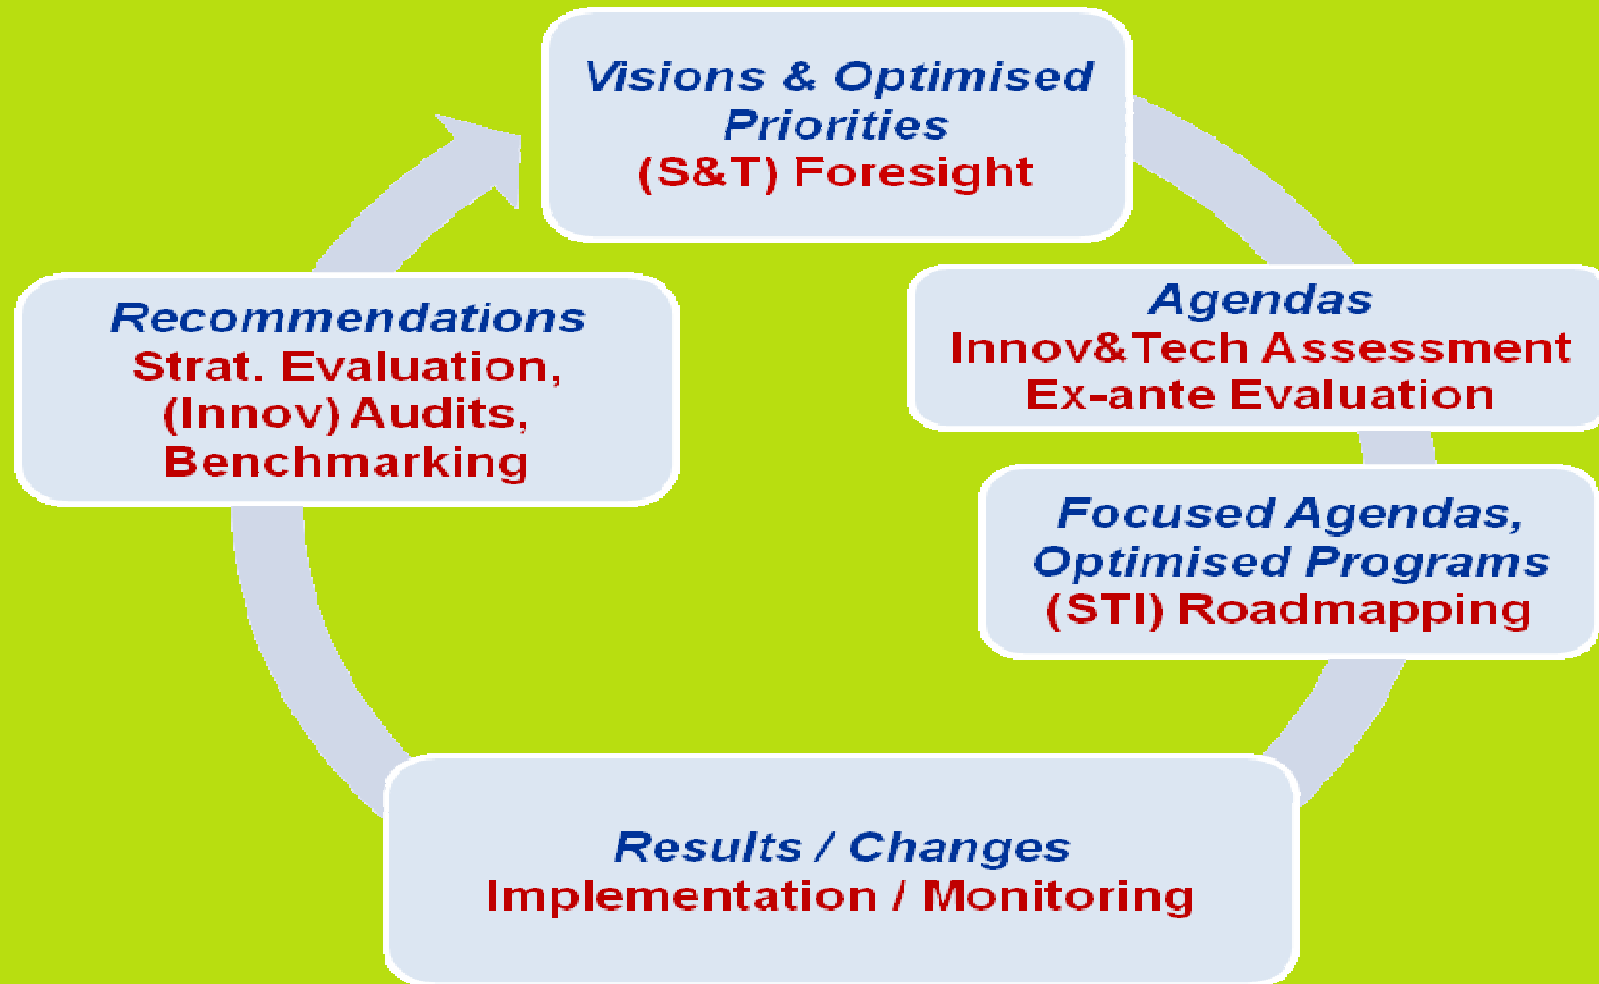 Visions & Optimised
Priorities
(S&T) Foresight
Agendas
Innov&Tech Assessment
Ex-ante Evaluation
Focused Agendas,
Optimised Programs
(STI) Roadmapping
Results / Changes
Implementation / Monitoring
Recommendations
Strat. Evaluation,
(Innov) Audits,
Benchmarking